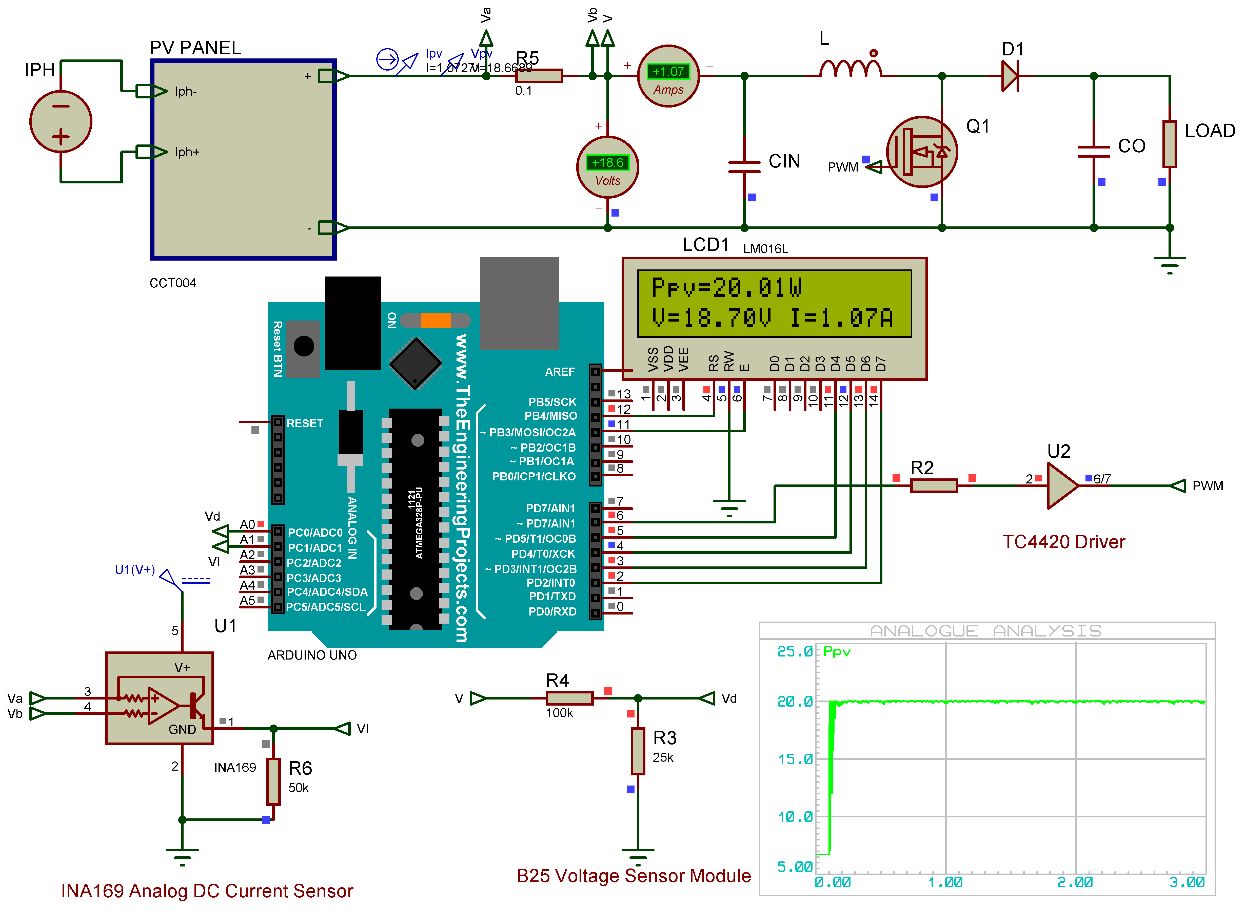 Va
Vb
V
PV PANEL
IPH
Iph-
Iph+
+
-
CCT004
Ipv
Vpv
R5
0.1
+1.07
Amps
+18.6
Volts
L
D1
Q1
PWM
CIN
CO
LOAD
LCD1
LM016L
Ppv=20.01W
V=18.70V I=1.07A
VSS
VDD
VEE
RS
RW
E
D0
D1
D2
D3
D4
D5
D6
D7
1
2
3
4
5
6
7
8
9
10
11
12
13
14
Reset BTN
ON
www.TheEngineeringProjects.com
1121
ATMEGA328P-PU
ANALOG IN
RESET
AREF
PB5/SCK
PB4/MISO
~ PB3/MOSI/OC2A
~ PB2/OC1B
~ PB1/OC1A
PB0/ICP1/CLKO
PD7/AIN1
~ PD7/AIN1
~ PD5/T1/OC0B
PD4/T0/XCK
~ PD3/INT1/OC2B
PD2/INT0
PD1/TXD
PD0/RXD
13
12
11
10
9
8
7
6
5
4
3
2
1
0
Vd
VI
A0
A1
A2
A3
A4
A5
PC0/ADC0
PC1/ADC1
PC2/ADC2
PC3/ADC3
PC4/ADC4/SDA
PC5/ADC5/SCL
ARDUINO UNO
R2
U2
2
6/7
PWM
TC4420 Driver
U1(V+)
U1
5
V+
Va
Vb
3
4
1
GND
2
INA169
VI
R6
50k
INA169 Analog DC Current Sensor
V
R4
100k
Vd
R3
25k
B25 Voltage Sensor Module
ANALOGUE ANALYSIS
Ppv
25.0
20.0
15.0
10.0
5.00
0.00
1.00
2.00
3.00